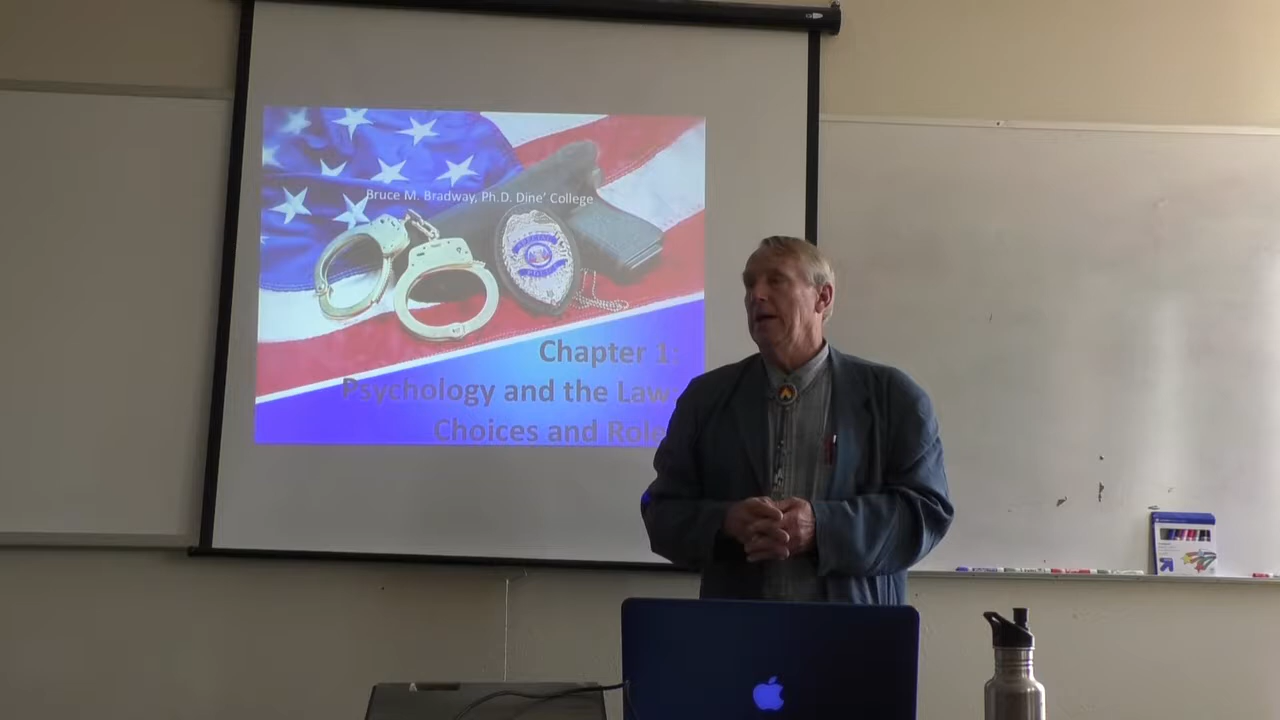 Bruce M. Bradway, Ph.D. Dine’ College
Chapter 1:
Psychology and the Law
Choices and Role